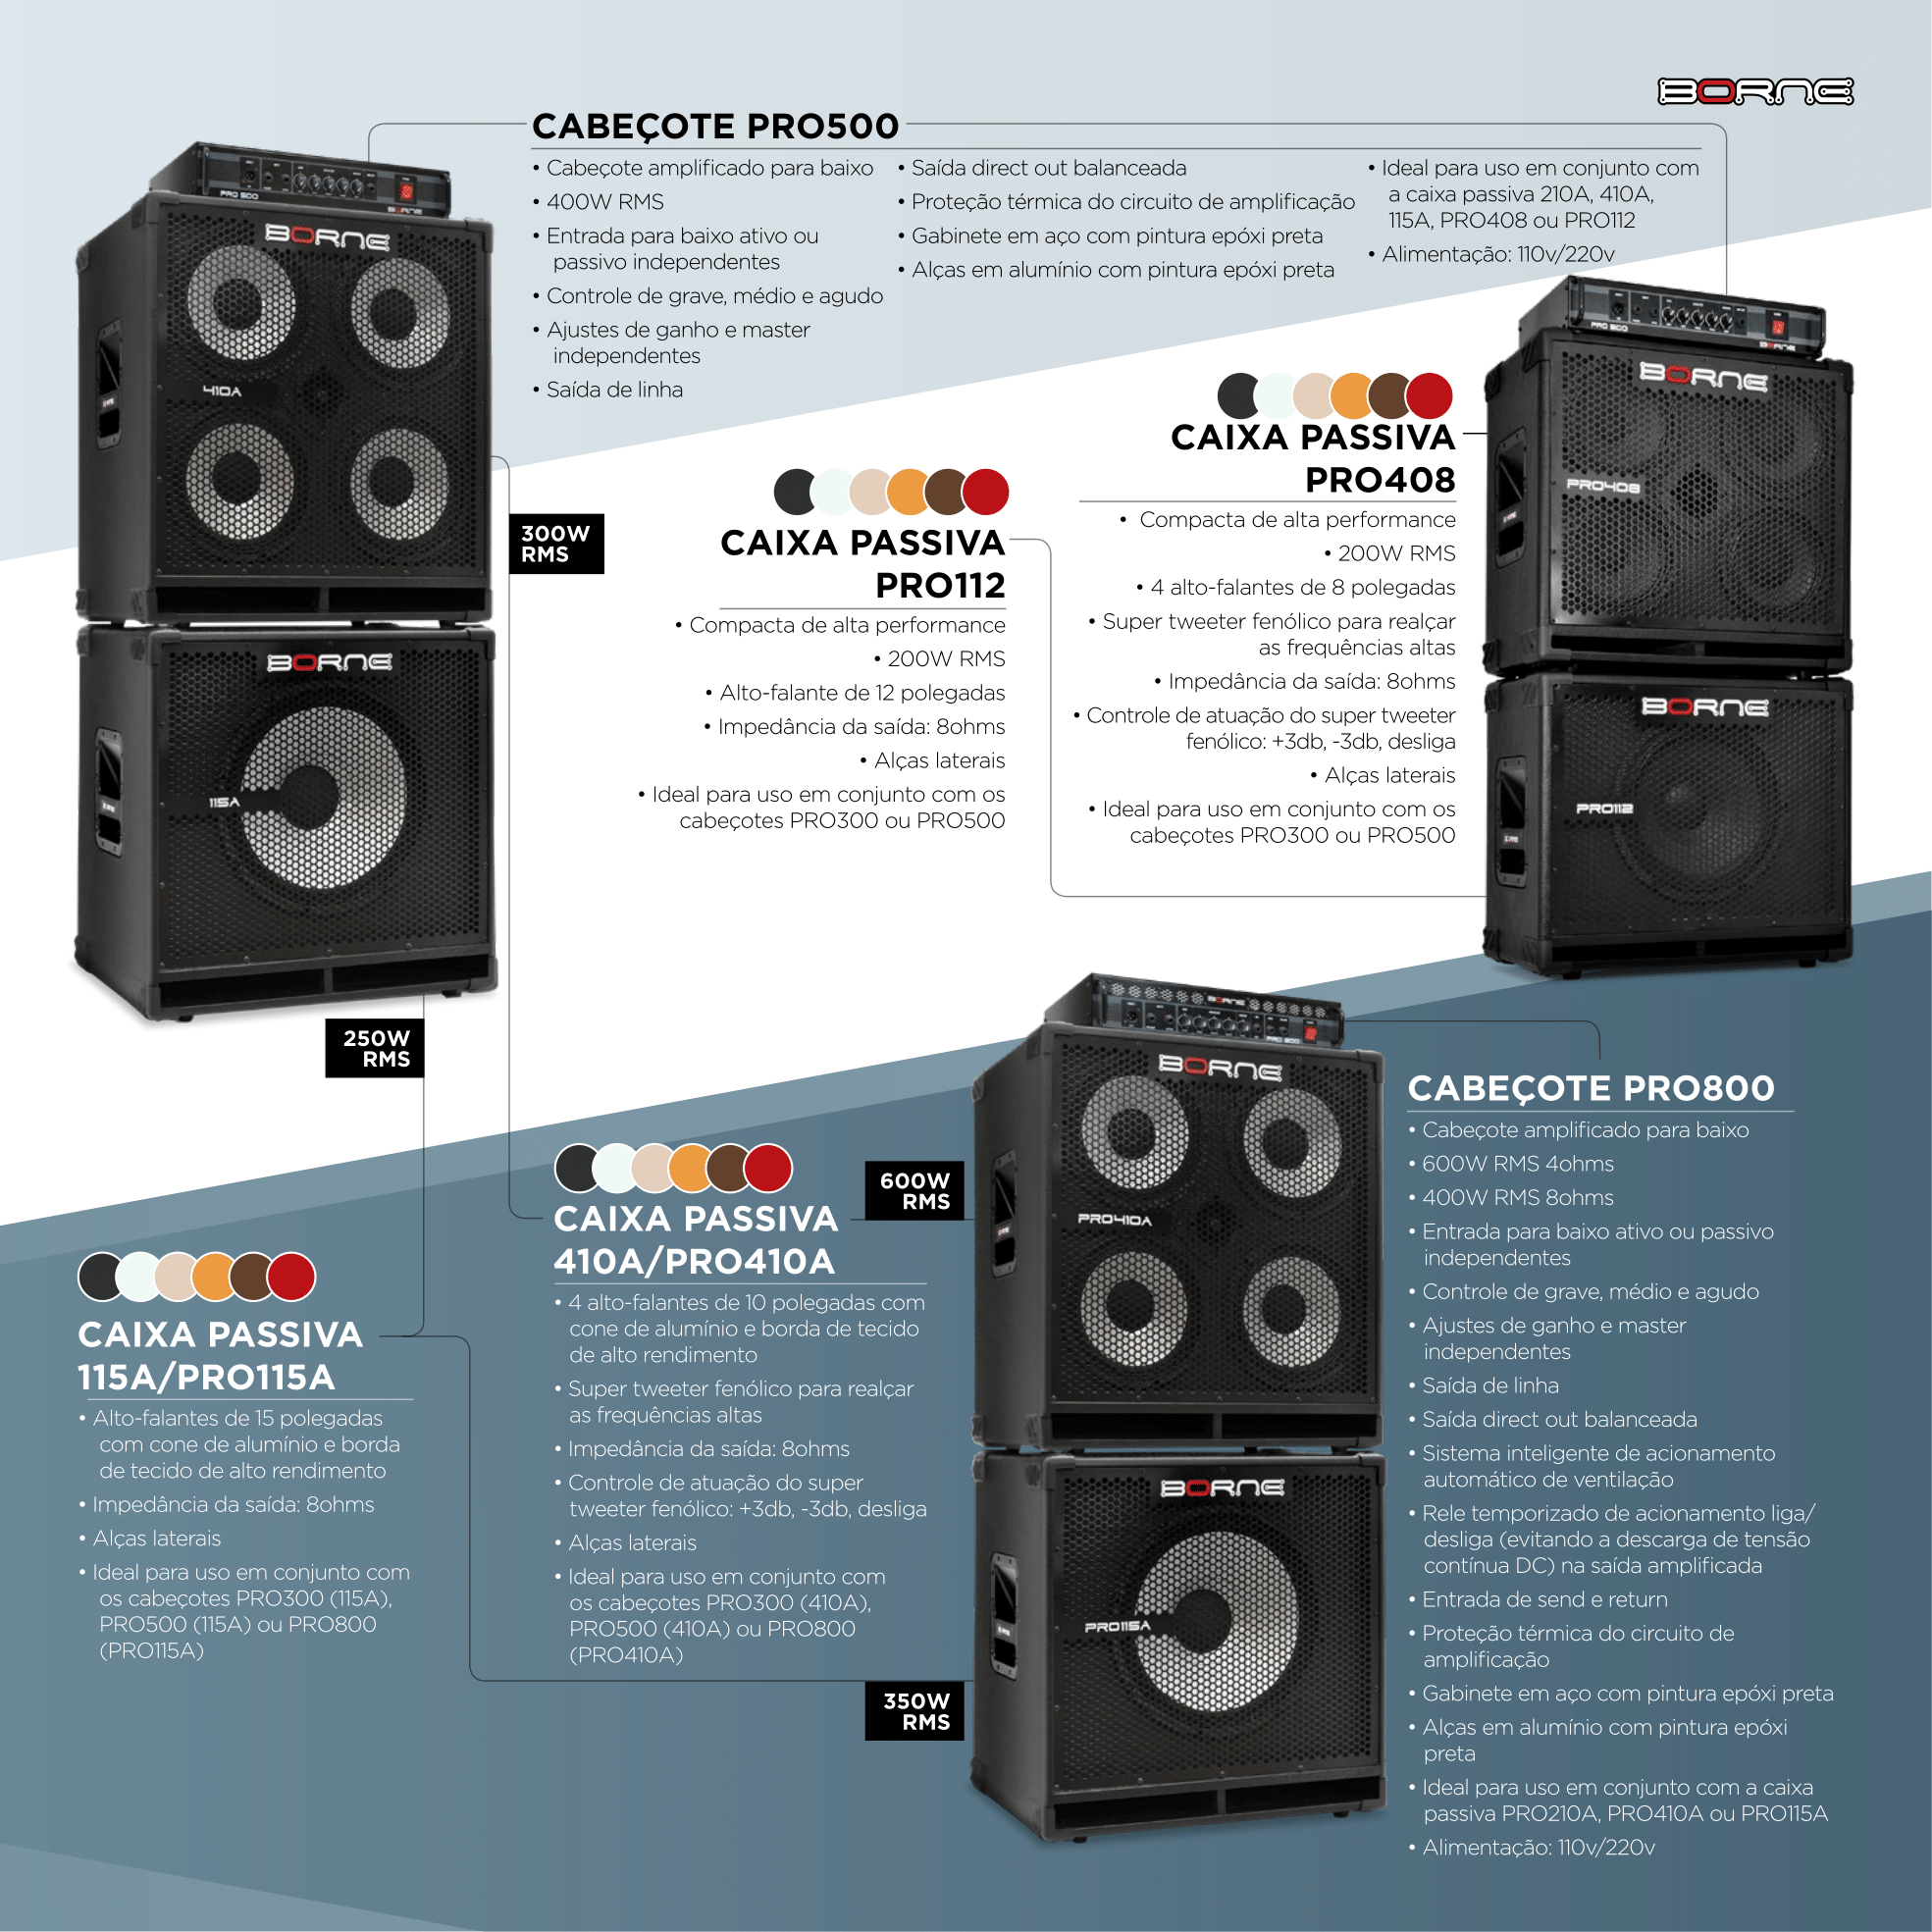 BORNE
CABEÇOTE PRO500
• Cabeçote amplificado para baixo
• 400W RMS
• Entrada para baixo ativo ou
passivo independentes
• Controle de grave, médio e agudo
• Ajustes de ganho e master
independentes
• Saída de linha
• Saída direct out balanceada
• Proteção térmica do circuito de amplificação
• Gabinete em aço com pintura epóxi preta
• Alças em alumínio com pintura epóxi preta
• Ideal para uso em conjunto com
a caixa passiva 210A, 410A,
115A, PRO408 ou PRO112
• Alimentação: 110v/220v
PRO 500
BORNE
BORNE
410A
300W
RMS
BORNE
115A
250W
RMS
CAIXA PASSIVA
PRO112
• Compacta de alta performance
• 200W RMS
• Alto-falante de 12 polegadas
• Impedância da saída: 8ohms
• Alças laterais
• Ideal para uso em conjunto com os
cabeçotes PRO300 ou PRO500
CAIXA PASSIVA
PRO408
• Compacta de alta performance
• 200W RMS
• 4 alto-falantes de 8 polegadas
• Super tweeter fenólico para realçar
as frequências altas
• Impedância da saída: 8ohms
• Controle de atuação do super tweeter
fenólico: +3db, -3db, desliga
• Alças laterais
• Ideal para uso em conjunto com os
cabeçotes PRO300 ou PRO500
PRO 500
BORNE
BORNE
PRO408
BORNE
PRO112
CAIXA PASSIVA
115A/PRO115A
• Alto-falantes de 15 polegadas
com cone de alumínio e borda
de tecido de alto rendimento
• Impedância da saída: 8ohms
• Alças laterais
• Ideal para uso em conjunto com
os cabeçotes PRO300 (115A),
PRO500 (115A) ou PRO800
(PRO115A)
CAIXA PASSIVA
410A/PRO410A
• 4 alto-falantes de 10 polegadas com
cone de alumínio e borda de tecido
de alto rendimento
• Super tweeter fenólico para realçar
as frequências altas
• Impedância da saída: 8ohms
• Controle de atuação do super
tweeter fenólico: +3db, -3db, desliga
• Alças laterais
• Ideal para uso em conjunto com
os cabeçotes PRO300 (410A),
PRO500 (410A) ou PRO800
(PRO410A)
600W
RMS
350W
RMS
BORNE
PRO 800
BORNE
PRO410A
BORNE
PRO115A
CABEÇOTE PRO800
• Cabeçote amplificado para baixo
• 600W RMS 4ohms
• 400W RMS 8ohms
• Entrada para baixo ativo ou passivo
independentes
• Controle de grave, médio e agudo
• Ajustes de ganho e master
independentes
• Saída de linha
• Saída direct out balanceada
• Sistema inteligente de acionamento
automático de ventilação
• Rele temporizado de acionamento liga/
desliga (evitando a descarga de tensão
contínua DC) na saída amplificada
• Entrada de send e return
• Proteção térmica do circuito de
amplificação
• Gabinete em aço com pintura epóxi preta
• Alças em alumínio com pintura epóxi
preta
• Ideal para uso em conjunto com a caixa
passiva PRO210A, PRO410A ou PRO115A
• Alimentação: 110v/220v